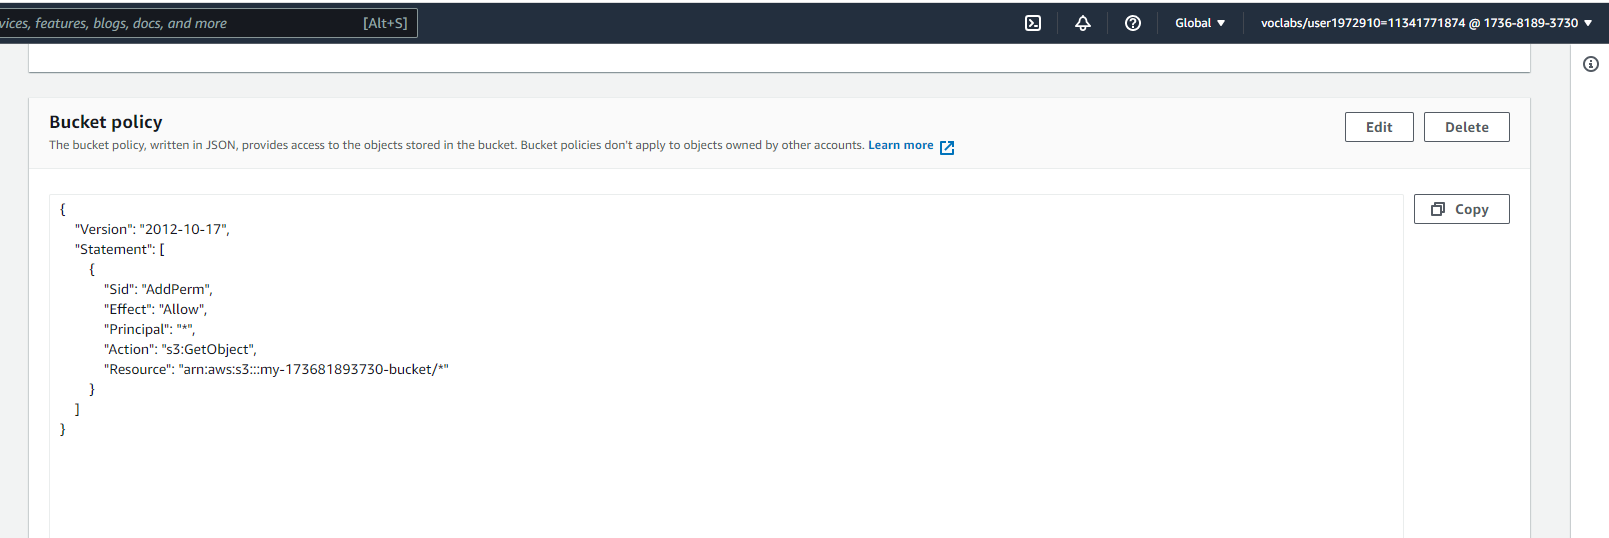 vices, features, blogs, docs, and more [Alt+S] Global voclabs/user1972910=11341771874 @ 1736-8189-3730
Bucket policy
Edit Delete
The bucket policy, written in JSON, provides access to the objects stored in the bucket. Bucket policies don't apply to objects owned by other accounts. Learn more
Copy
{
"Version": "2012-10-17",
"Statement": [
{
"Sid": "AddPerm",
"Effect": "Allow",
"Principal": "*",
"Action": "s3:GetObject",
"Resource": "arn:aws:s3:::my-173681893730-bucket/*"
}
]
}